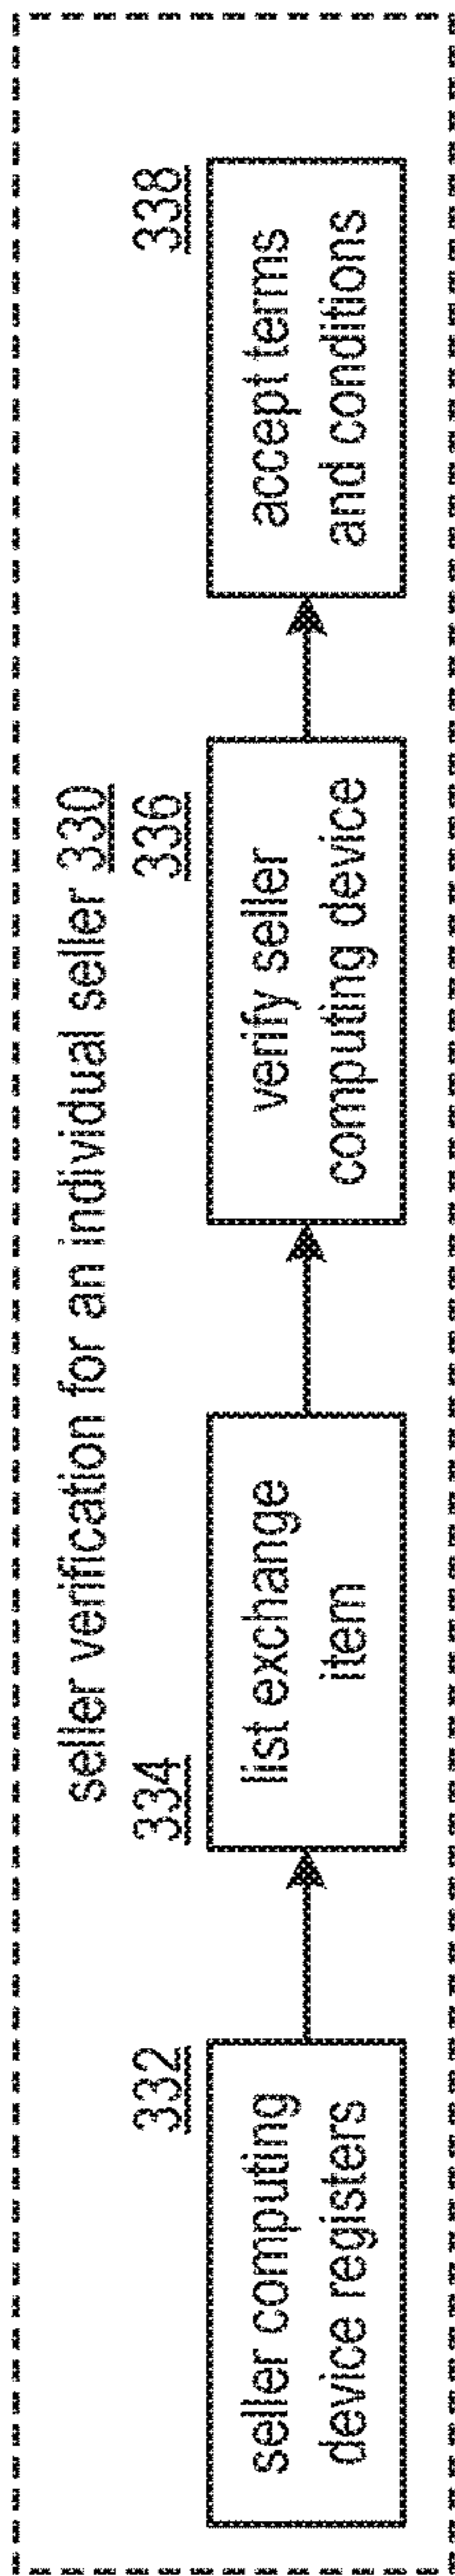 seller verification for an individual seller 330
332
seller computing
device registers
334
list exchange
item
336
verify seller
computing device
338
accept terms
and conditions